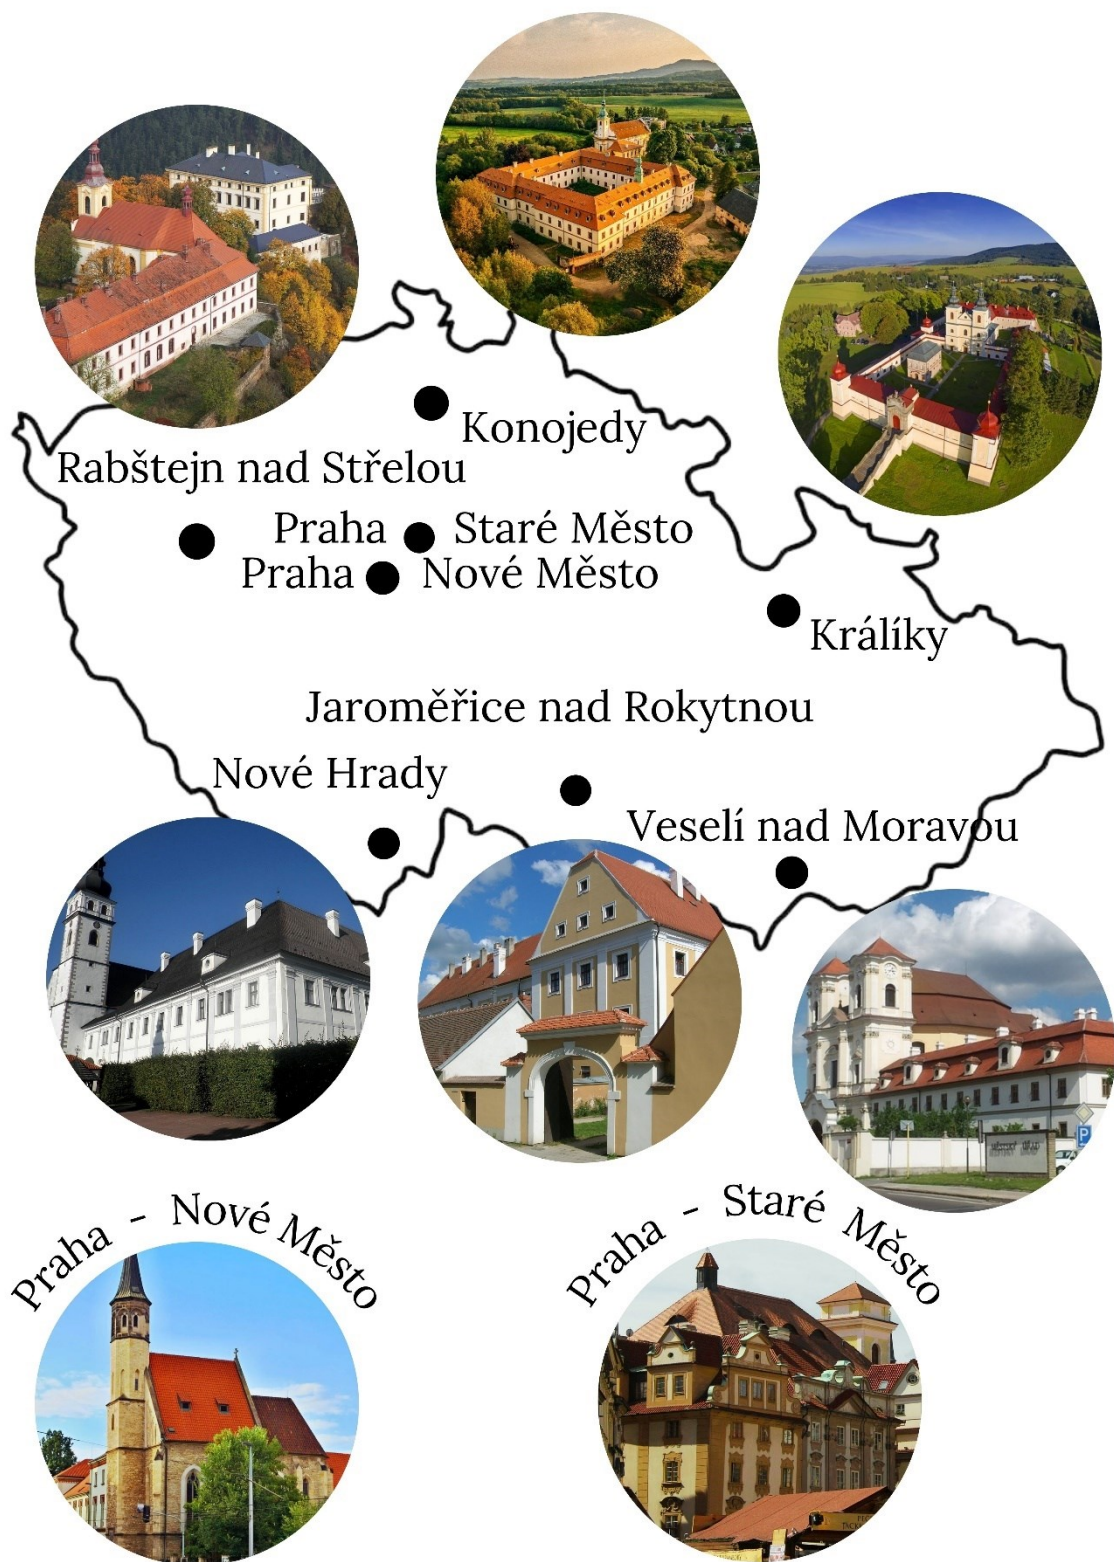 Konojedy
Rabštejn nad Střelou
Praha Staré Město
Praha Nové Město
Králíky
Jaroměřice nad Rokytnou
Nové Hrady
Veselí nad Moravou
Praha - Nové Město
Praha - Staré Město